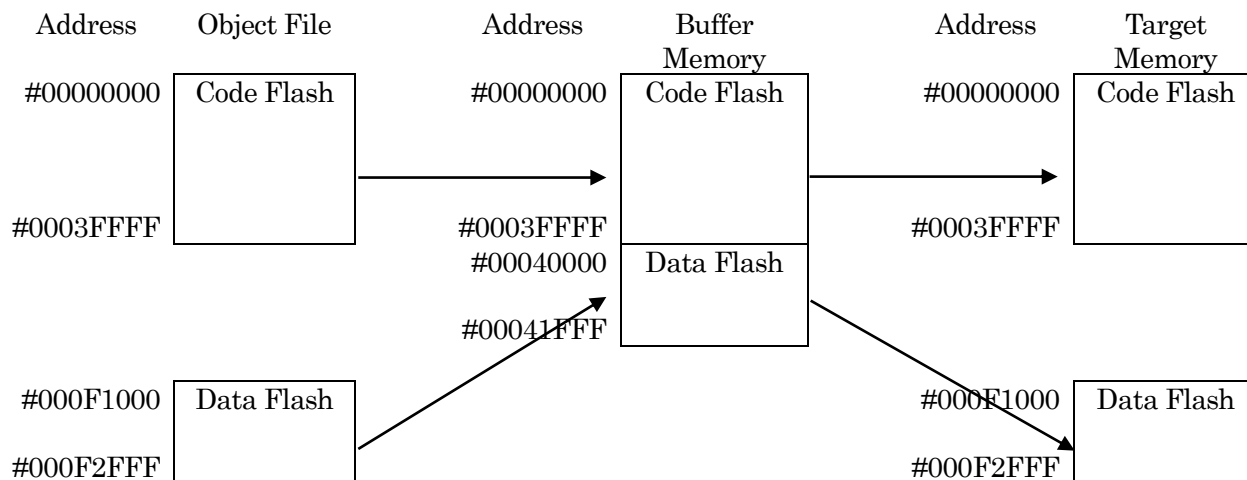 Address Object File Address Buffer Memory Address Target Memory
#00000000 Code Flash #00000000 Code Flash #00000000 Code Flash
#0003FFFF #0003FFFF #0003FFFF
#00040000 Data Flash
#00041FFF
#000F1000 Data Flash #000F1000 Data Flash
#000F2FFF #000F2FFF